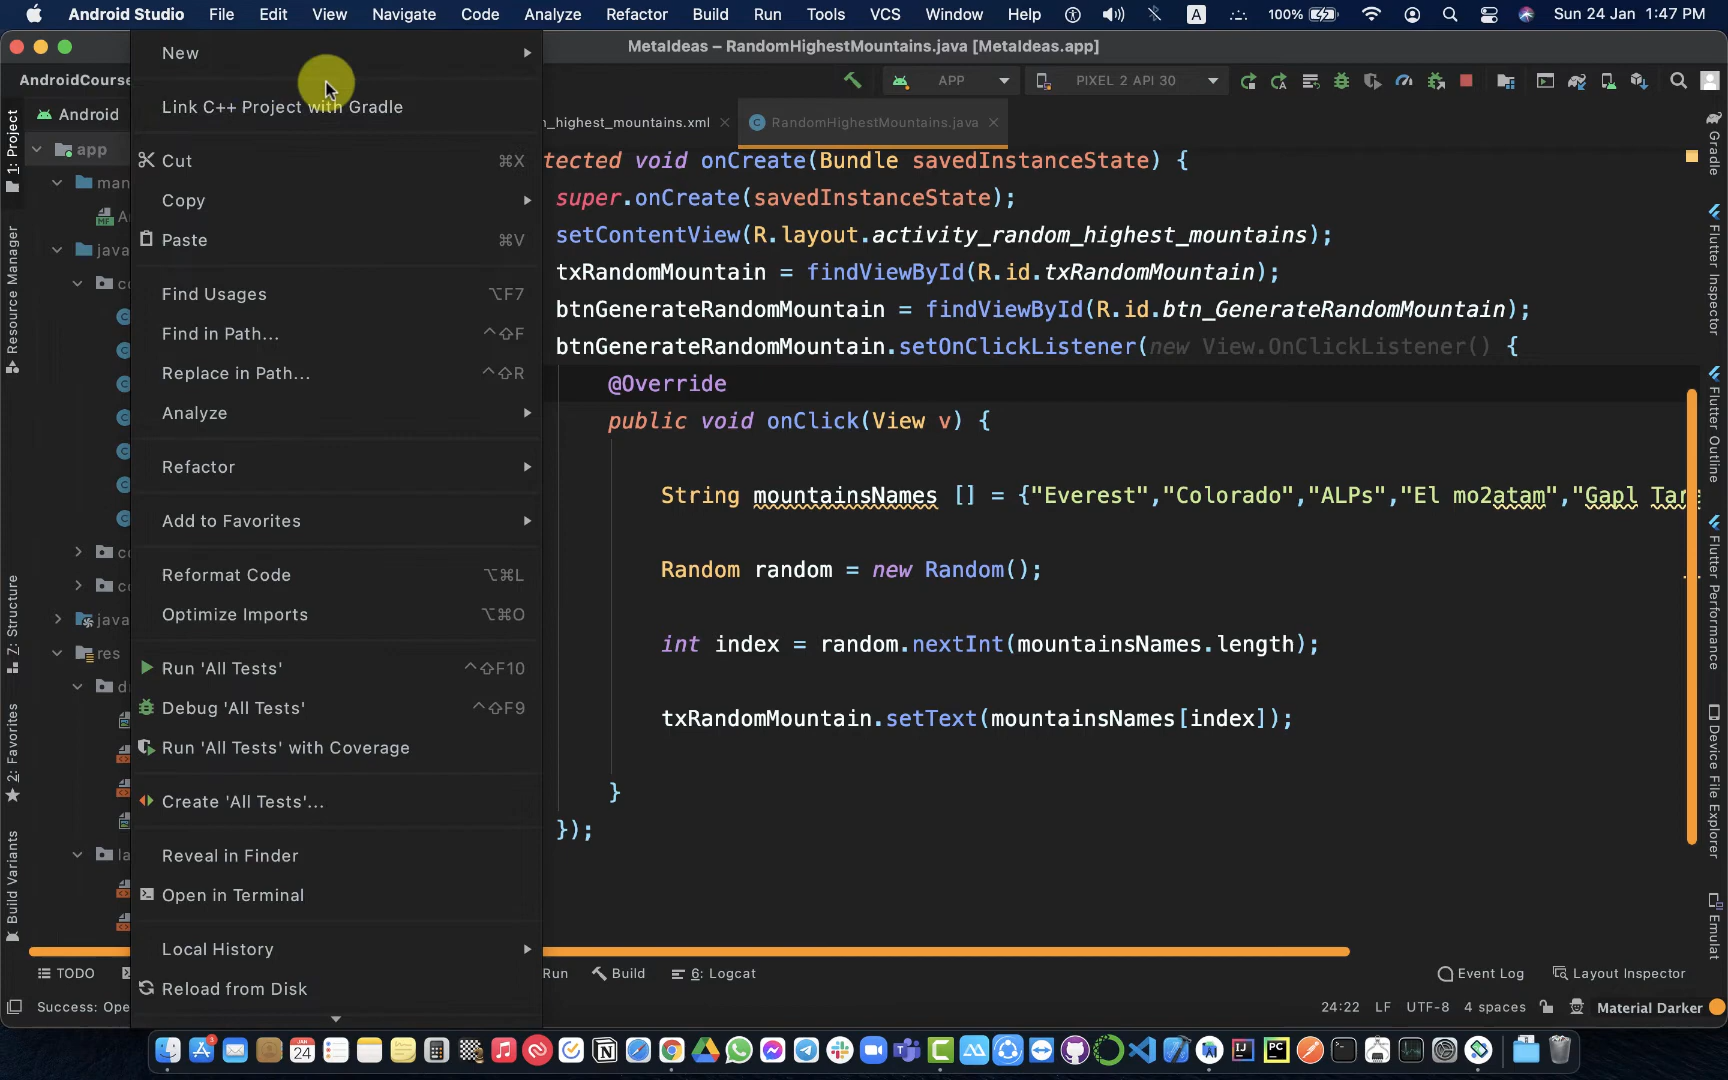 Android Studio File Edit View Navigate Code Analyze Refactor Build Run Tools VCS Window Help A 100% Sun 24 Jan 1:47 PM
MetaIdeas – RandomHighestMountains.java [MetaIdeas.app]
AndroidCourse
APP
PIXEL 2 API 30
Android
_highest_mountains.xml
RandomHighestMountains.java
app
man
java
res
New
Link C++ Project with Gradle
Cut ⌘X
Copy
Paste ⌘V
Find Usages ⌥F7
Find in Path... ^⇧F
Replace in Path... ^⇧R
Analyze
Refactor
Add to Favorites
Reformat Code ⌥⌘L
Optimize Imports ⌥⌘O
Run 'All Tests' ^⇧F10
Debug 'All Tests' ^⇧F9
Run 'All Tests' with Coverage
Create 'All Tests'...
Reveal in Finder
Open in Terminal
Local History
Reload from Disk
tected void onCreate(Bundle savedInstanceState) {
super.onCreate(savedInstanceState);
setContentView(R.layout.activity_random_highest_mountains);
txRandomMountain = findViewById(R.id.txRandomMountain);
btnGenerateRandomMountain = findViewById(R.id.btn_GenerateRandomMountain);
btnGenerateRandomMountain.setOnClickListener(new View.OnClickListener() {
@Override
public void onClick(View v) {
String mountainsNames [] = {"Everest","Colorado","ALPs","El mo2atam","Gapl Tar
Random random = new Random();
int index = random.nextInt(mountainsNames.length);
txRandomMountain.setText(mountainsNames[index]);
}
});
1: Project
Resource Manager
Z: Structure
2: Favorites
Build Variants
Gradle
Flutter Inspector
Flutter Outline
Flutter Performance
Device File Explorer
Emulat
TODO
Run
Build
6: Logcat
Event Log
Layout Inspector
Success: Ope
24:22 LF UTF-8 4 spaces Material Darker